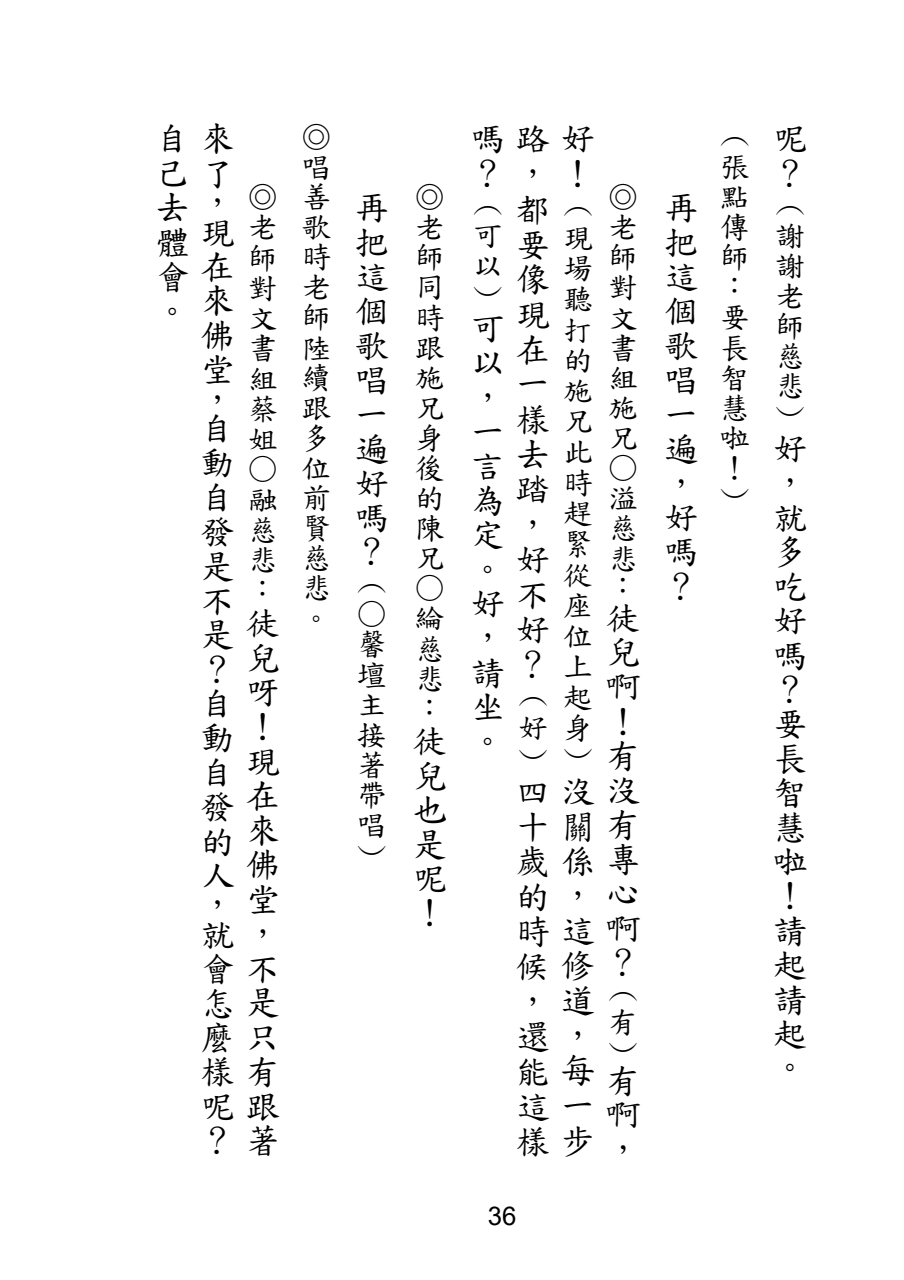 呢？（謝謝老師慈悲）好，就多吃好嗎？要長智慧啦！請起請起。
（張點傳師：要長智慧啦！）
再把這個歌唱一遍，好嗎？
◎老師對文書組施兄○溢慈悲：徒兒啊！有沒有專心啊？（有）有啊，
好！（現場聽打的施兄此時趕緊從座位上起身）沒關係，這修道，每一步
路，都要像現在一樣去踏，好不好？（好）四十歲的時候，還能這樣
嗎？（可以）可以，一言為定。好，請坐。
◎老師同時跟施兄身後的陳兄○綸慈悲：徒兒也是呢！
再把這個歌唱一遍好嗎？（○馨壇主接著帶唱）
◎唱善歌時老師陸續跟多位前賢慈悲。
◎老師對文書組蔡姐○融慈悲：徒兒呀！現在來佛堂，不是只有跟著
來了，現在來佛堂，自動自發是不是？自動自發的人，就會怎麼樣呢？
自己去體會。
36